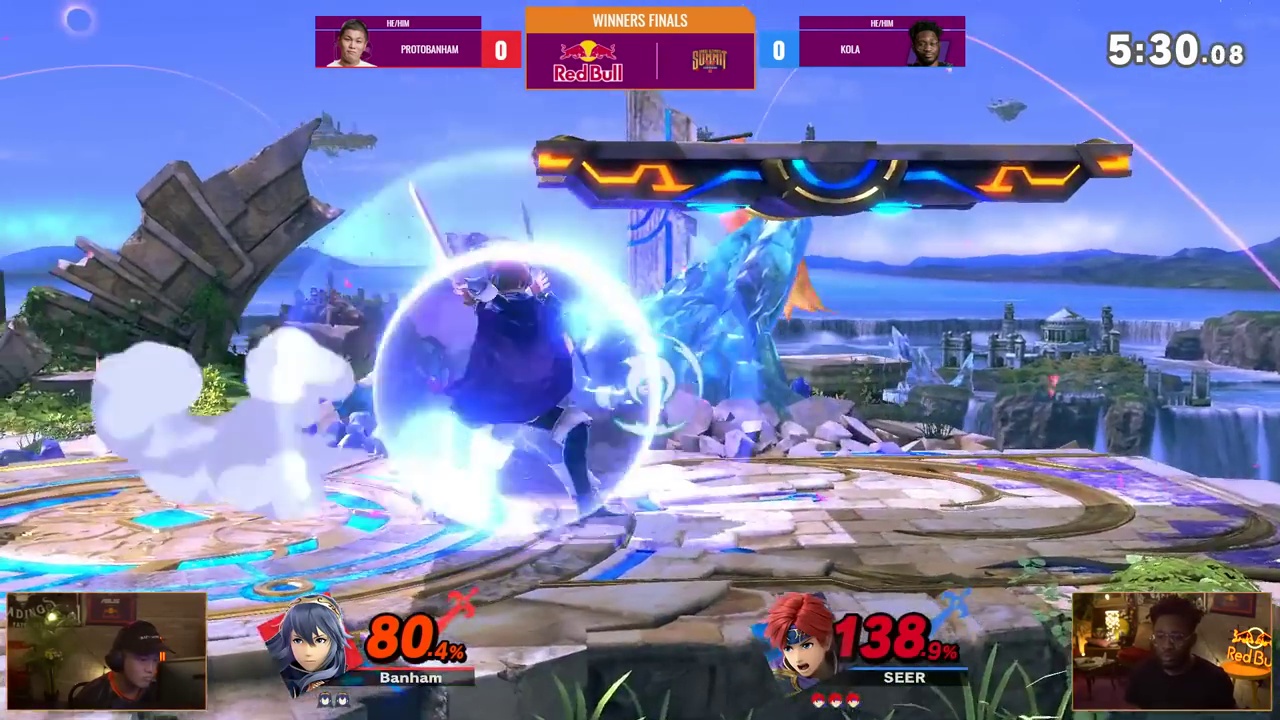 HE/HIM
PROTOBANHAM
0
WINNERS FINALS
Red Bull
SUMMIT
0
HE/HIM
KOLA
5:30.08
80.4%
Banham
138.9%
SEER
Red Bu